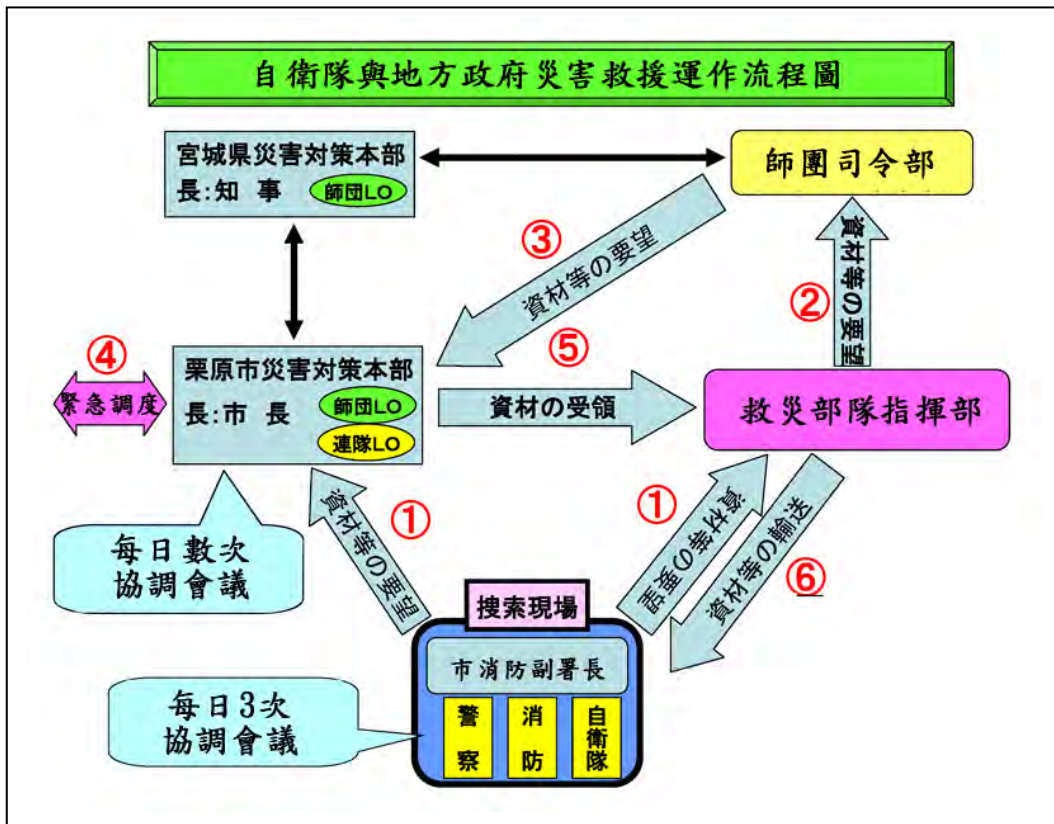 自衛隊與地方政府災害救援運作流程圖
宮城県災害対策本部
長:知 事
師団LO
師團司令部
③
資材等の要望
②
資材等の要望
④
緊急調度
栗原市災害対策本部
長:市 長
師団LO
連隊LO
⑤
資材の受領
救災部隊指揮部
每日數次
協調會議
①
資材等の要望
①
資材等の要望
⑥
資材等の輸送
捜索現場
市消防副署長
警察
消防
自衛隊
每日3次
協調會議